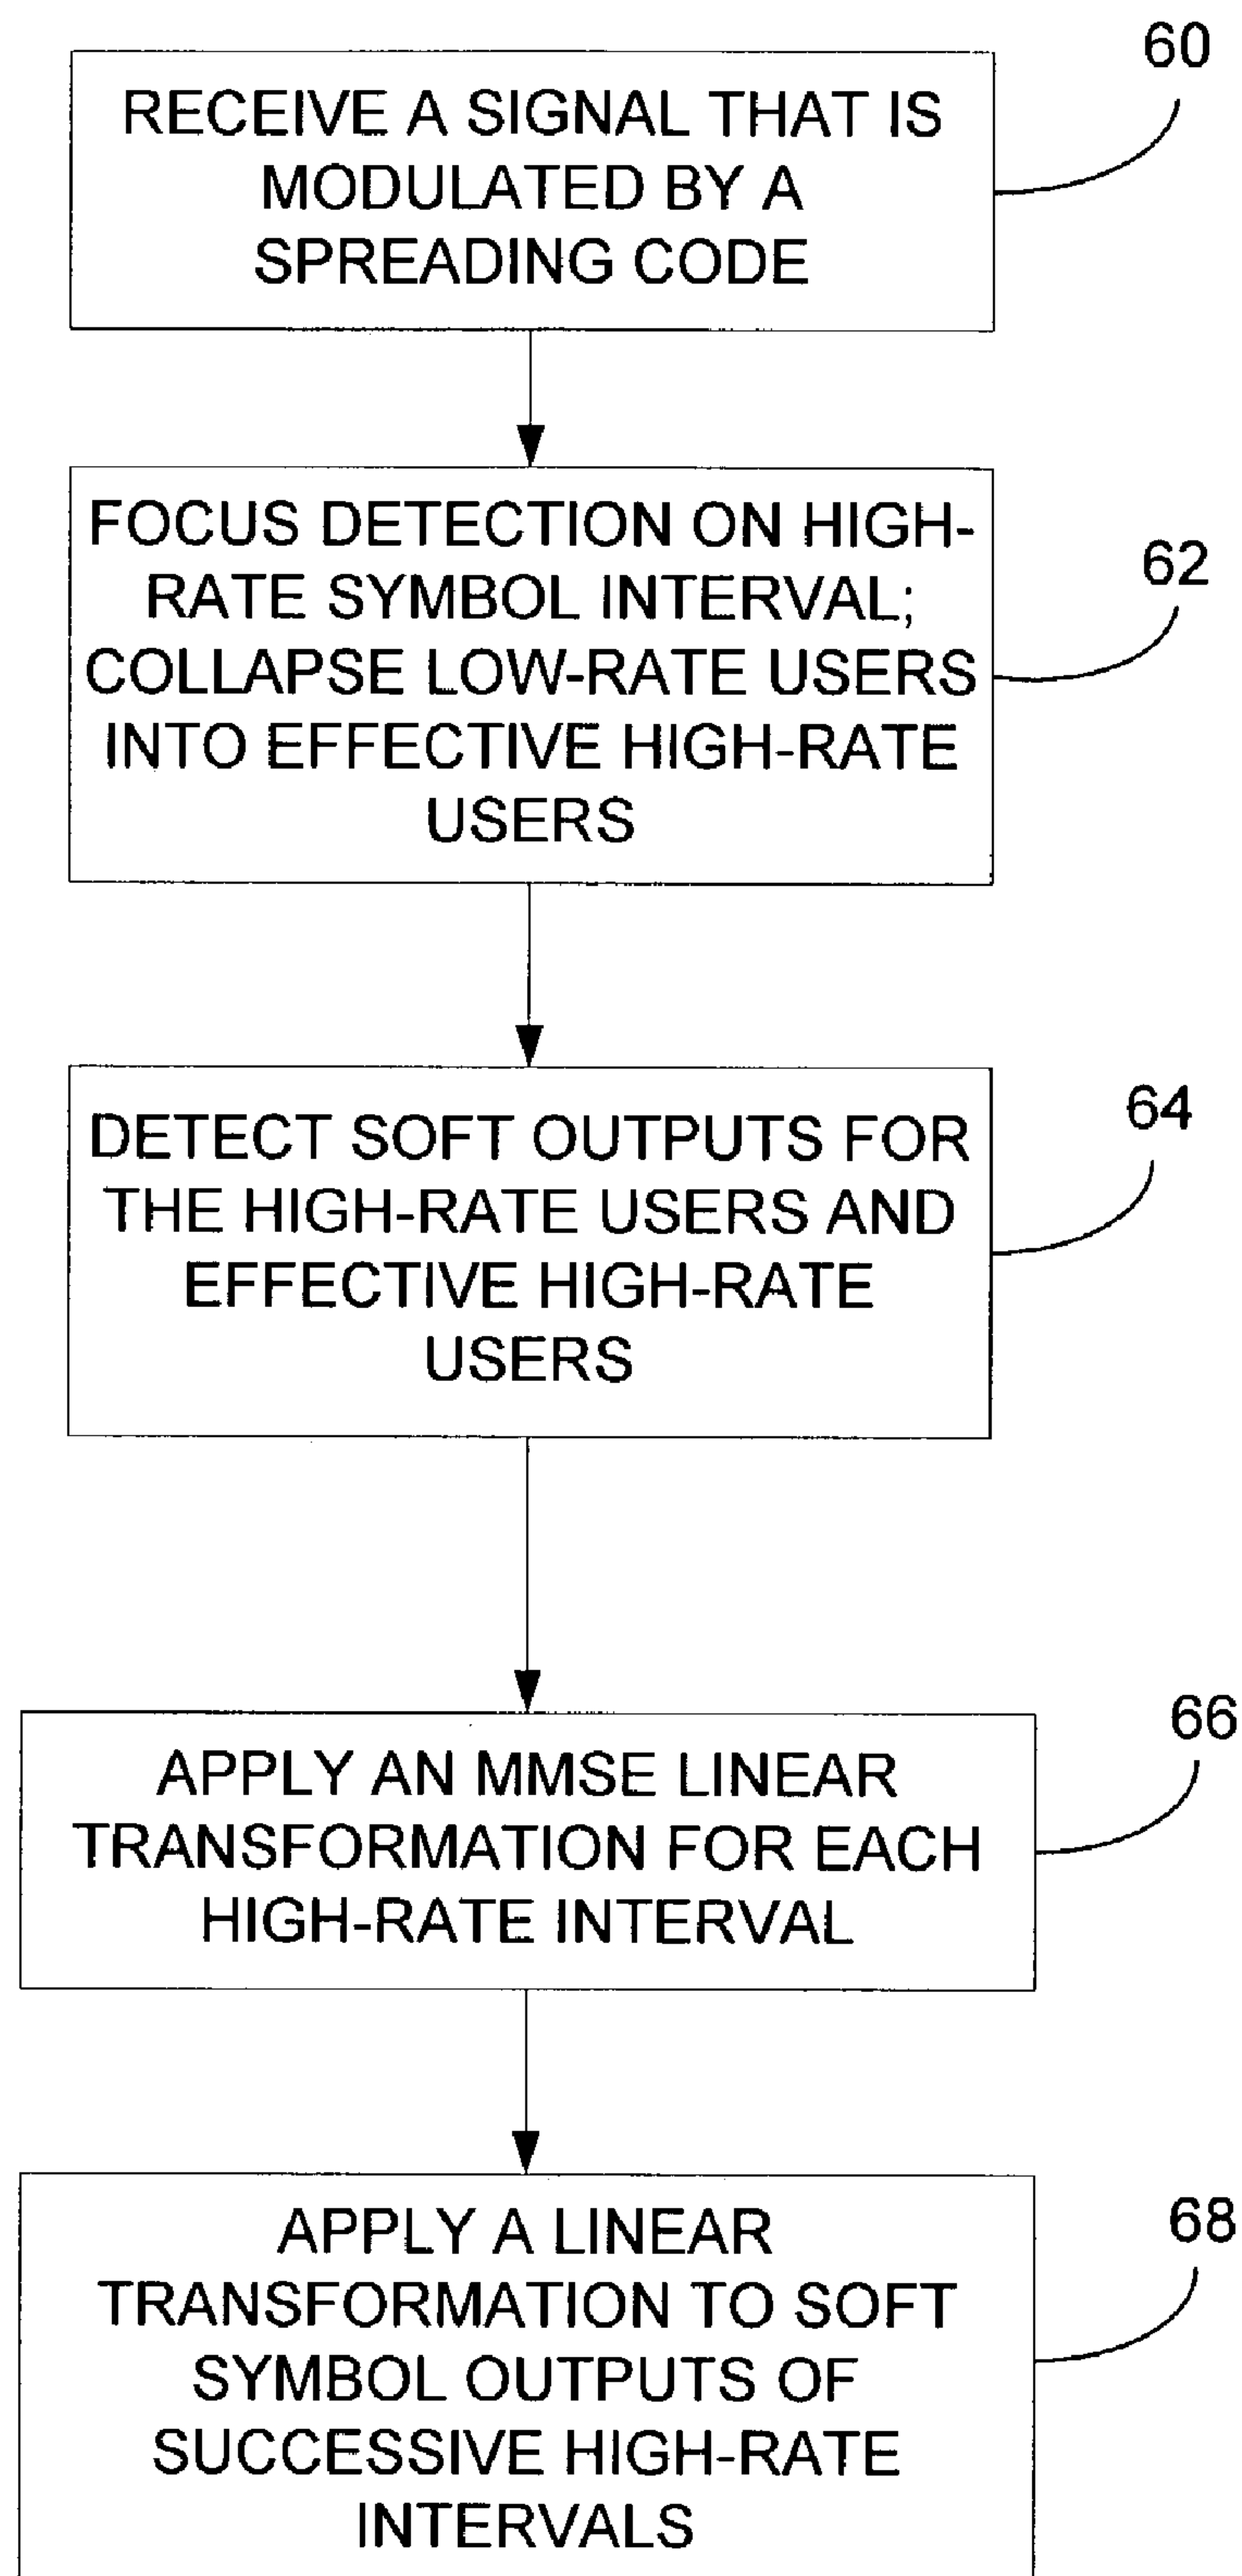 60
RECEIVE A SIGNAL THAT IS
MODULATED BY A
SPREADING CODE
62
FOCUS DETECTION ON HIGH-
RATE SYMBOL INTERVAL;
COLLAPSE LOW-RATE USERS
INTO EFFECTIVE HIGH-RATE
USERS
64
DETECT SOFT OUTPUTS FOR
THE HIGH-RATE USERS AND
EFFECTIVE HIGH-RATE
USERS
66
APPLY AN MMSE LINEAR
TRANSFORMATION FOR EACH
HIGH-RATE INTERVAL
68
APPLY A LINEAR
TRANSFORMATION TO SOFT
SYMBOL OUTPUTS OF
SUCCESSIVE HIGH-RATE
INTERVALS